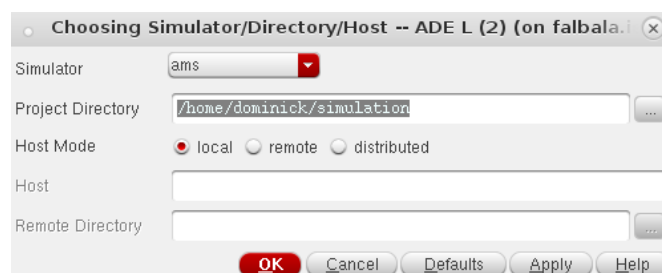 Choosing Simulator/Directory/Host -- ADE L (2) (on falbala.i
Simulator ams
Project Directory /home/dominick/simulation ...
Host Mode local remote distributed
Host
Remote Directory ...
OK Cancel Defaults Apply Help